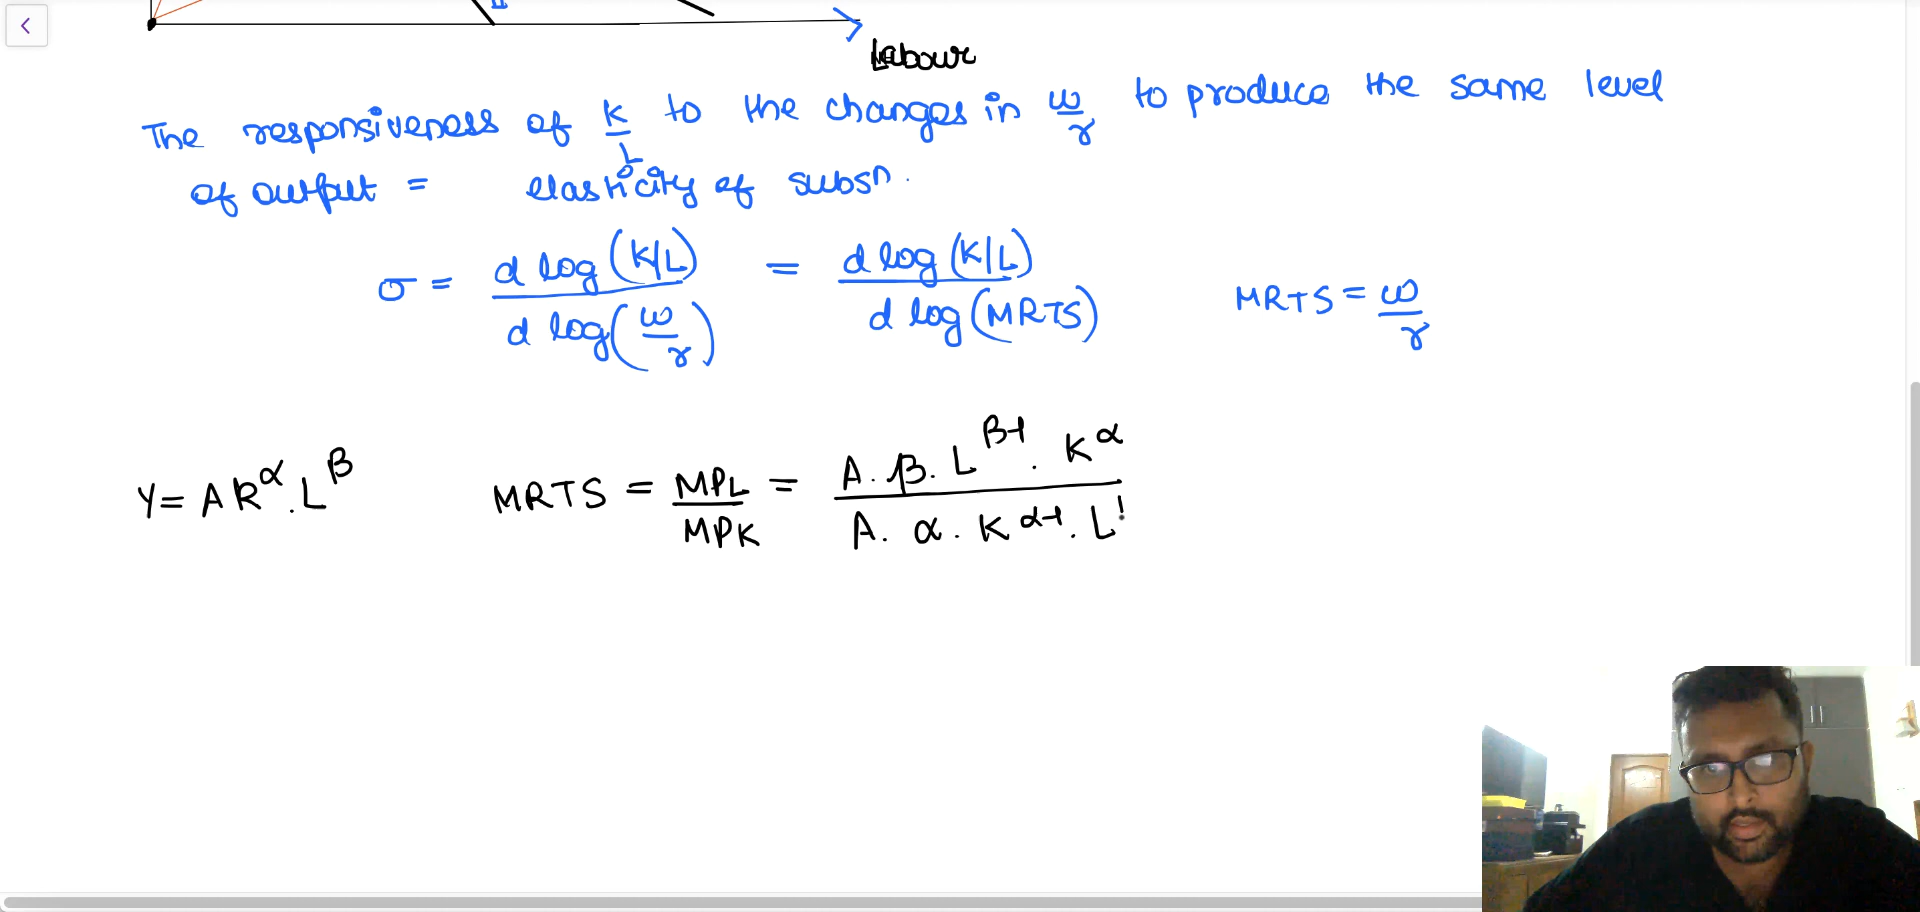 Labour
The responsiveness of K/L to the changes in w/r to produce the same level
of output = elasticity of subsn.
σ = d log (K/L) / d log (w/r) = d log (K/L) / d log (MRTS)   MRTS = w/r
Y = A K^α . L^β   MRTS = MPL / MPK = A . β . L^β-1 . K^α / A . α . K^α-1 . L